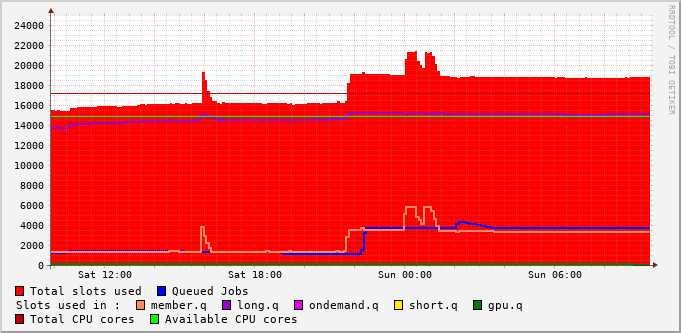 RRDTOOL / TOBI OETIKER
24000
22000
20000
18000
16000
14000
12000
10000
8000
6000
4000
2000
0
Sat 12:00 Sat 18:00 Sun 00:00 Sun 06:00
Total slots used Queued Jobs
Slots used in : member.q long.q ondemand.q short.q gpu.q
Total CPU cores Available CPU cores